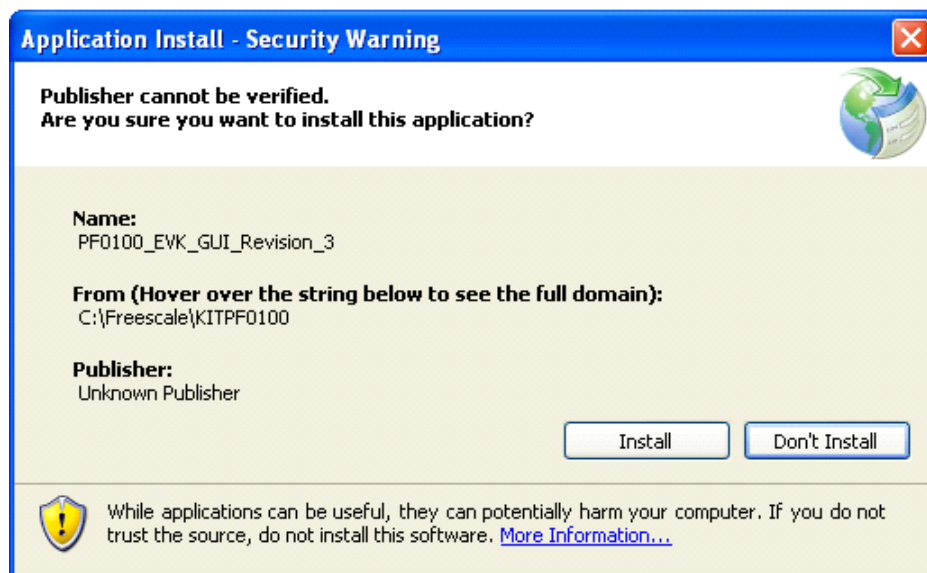 Application Install - Security Warning
Publisher cannot be verified.
Are you sure you want to install this application?
Name:
PF0100_EVK_GUI_Revision_3
From (Hover over the string below to see the full domain):
C:\Freescale\KITPF0100
Publisher:
Unknown Publisher
Install
Don't Install
While applications can be useful, they can potentially harm your computer. If you do not
trust the source, do not install this software. More Information...